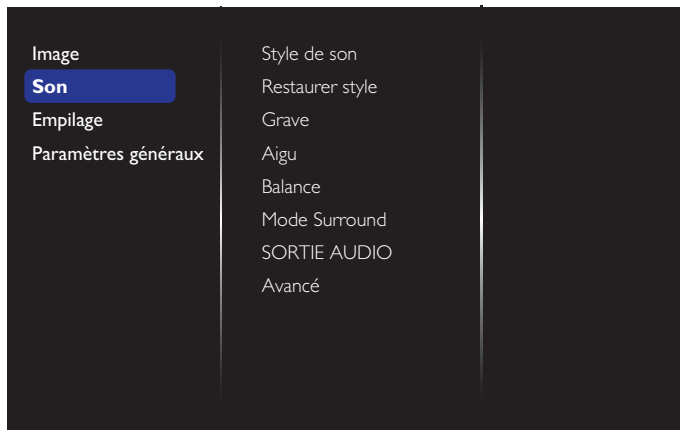 Image
Son
Empilage
Paramètres généraux
Style de son
Restaurer style
Grave
Aigu
Balance
Mode Surround
SORTIE AUDIO
Avancé